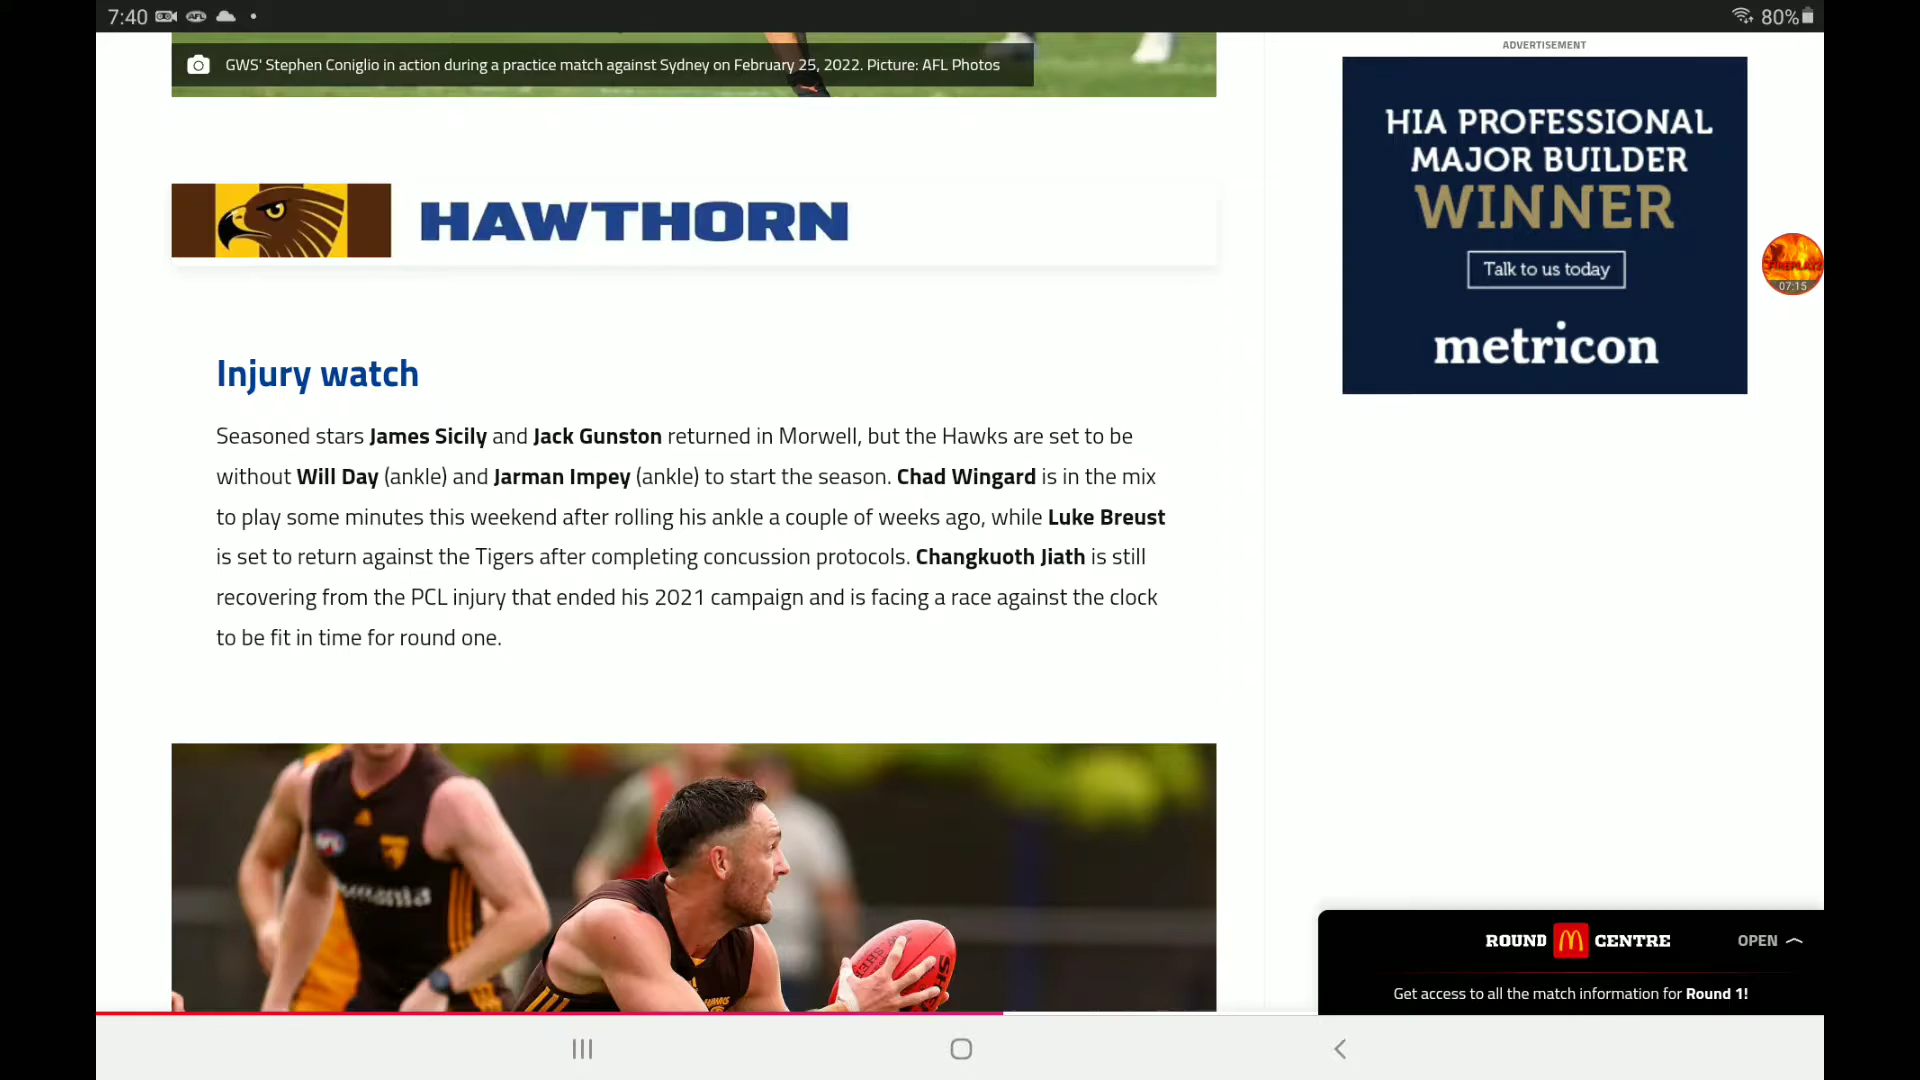 7:40
80%
ADVERTISEMENT
GWS' Stephen Coniglio in action during a practice match against Sydney on February 25, 2022. Picture: AFL Photos
HIA PROFESSIONAL
MAJOR BUILDER
WINNER
Talk to us today
metricon
07:15
HAWTHORN
Injury watch
Seasoned stars James Sicily and Jack Gunston returned in Morwell, but the Hawks are set to be
without Will Day (ankle) and Jarman Impey (ankle) to start the season. Chad Wingard is in the mix
to play some minutes this weekend after rolling his ankle a couple of weeks ago, while Luke Breust
is set to return against the Tigers after completing concussion protocols. Changkuoth Jiath is still
recovering from the PCL injury that ended his 2021 campaign and is facing a race against the clock
to be fit in time for round one.
ROUND CENTRE
OPEN
Get access to all the match information for Round 1!